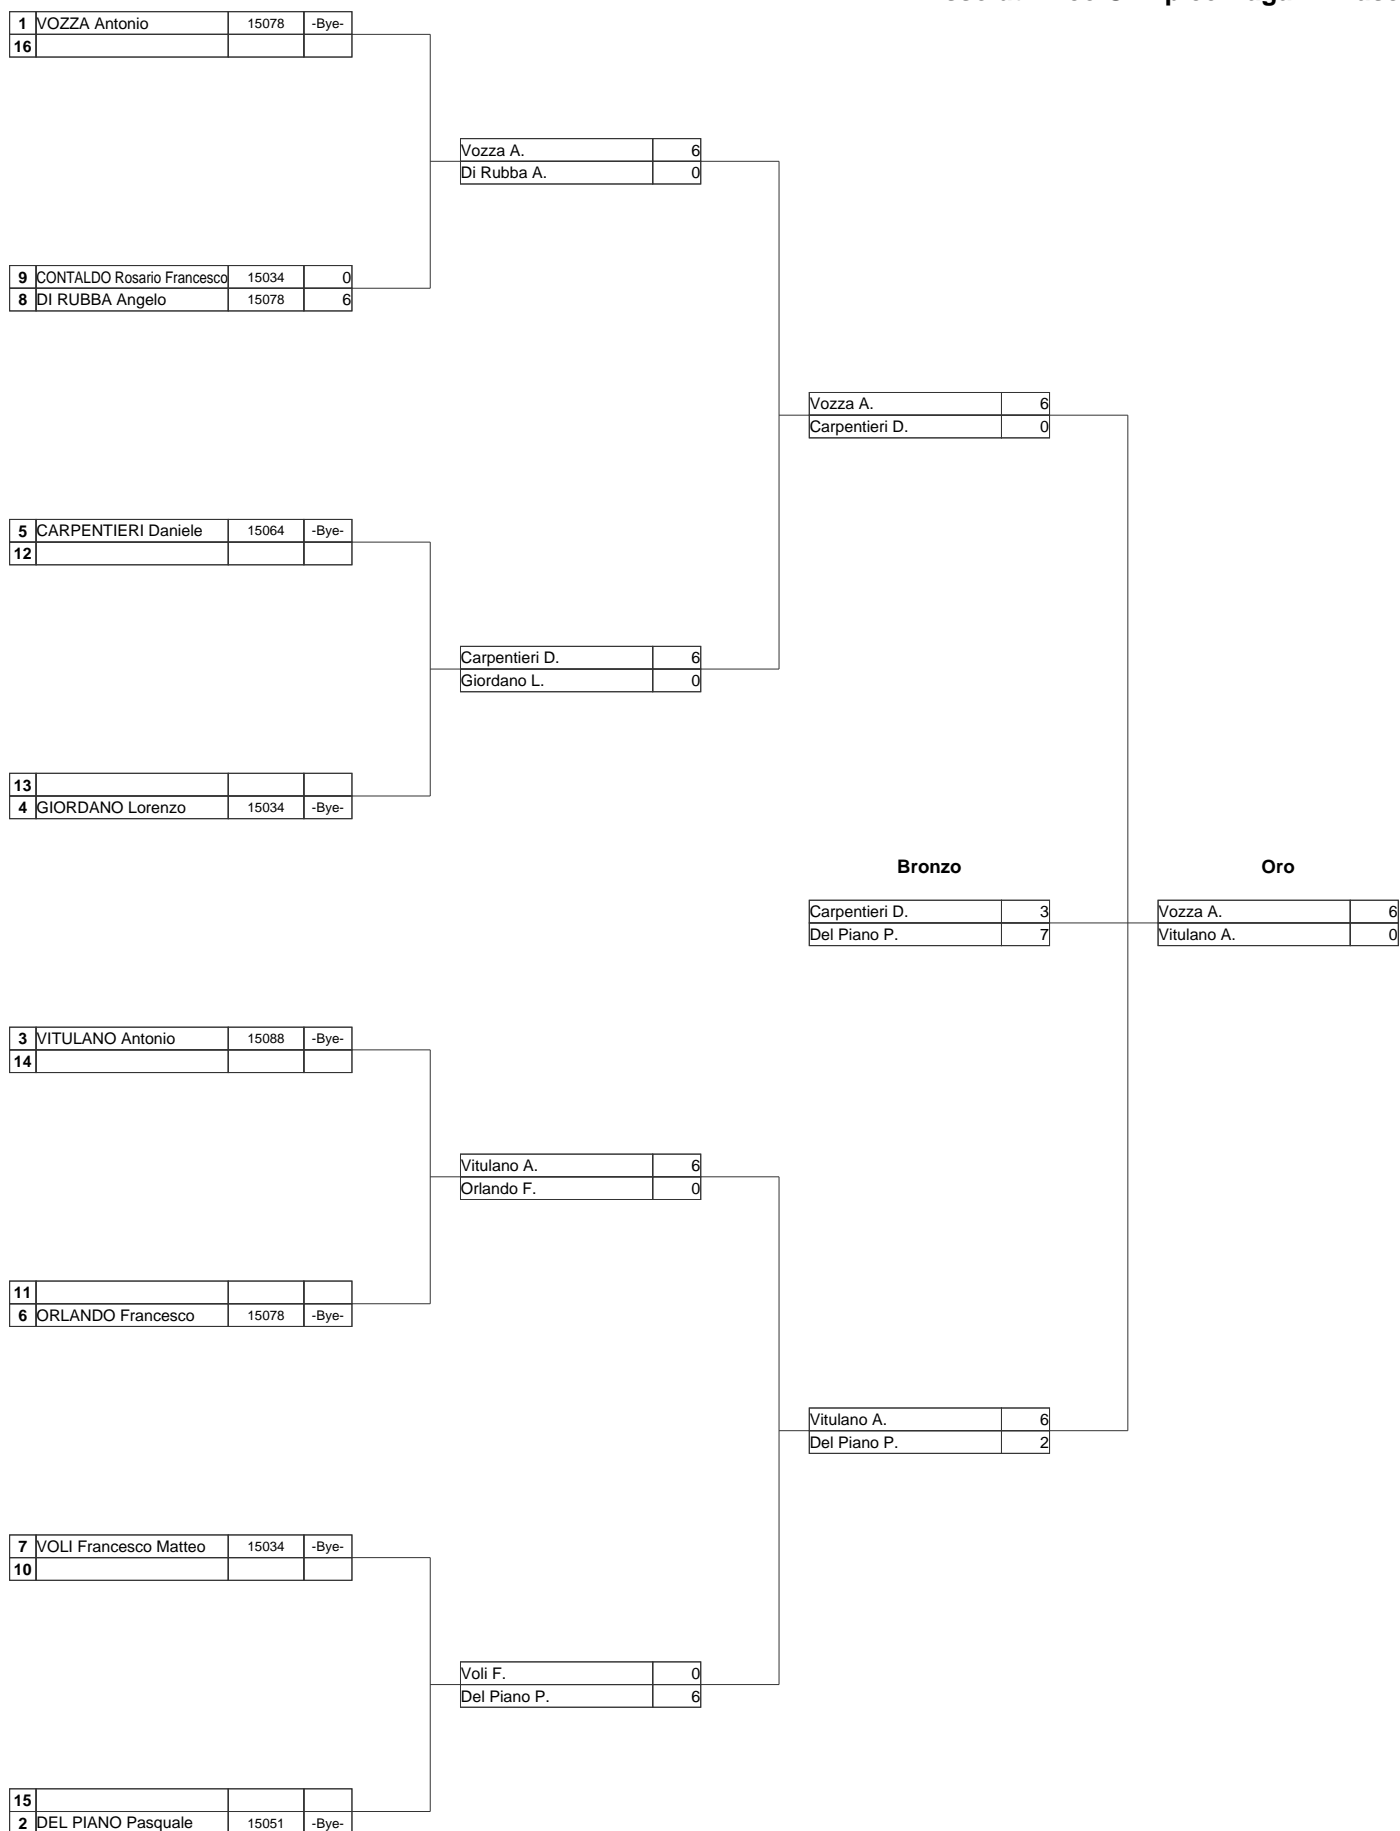 1 VOZZA Antonio 15078 -Bye-
16
Vozza A. 6
Di Rubba A. 0
9 CONTALDO Rosario Francesco 15034 0
8 DI RUBBA Angelo 15078 6
Vozza A. 6
Carpentieri D. 0
5 CARPENTIERI Daniele 15064 -Bye-
12
Carpentieri D. 6
Giordano L. 0
13
4 GIORDANO Lorenzo 15034 -Bye-
Bronzo Oro
Carpentieri D. 3 Vozza A. 6
Del Piano P. 7 Vitulano A. 0
3 VITULANO Antonio 15088 -Bye-
14
Vitulano A. 6
Orlando F. 0
11
6 ORLANDO Francesco 15078 -Bye-
Vitulano A. 6
Del Piano P. 2
7 VOLI Francesco Matteo 15034 -Bye-
10
Voli F. 0
Del Piano P. 6
15
2 DEL PIANO Pasquale 15051 -Bye-